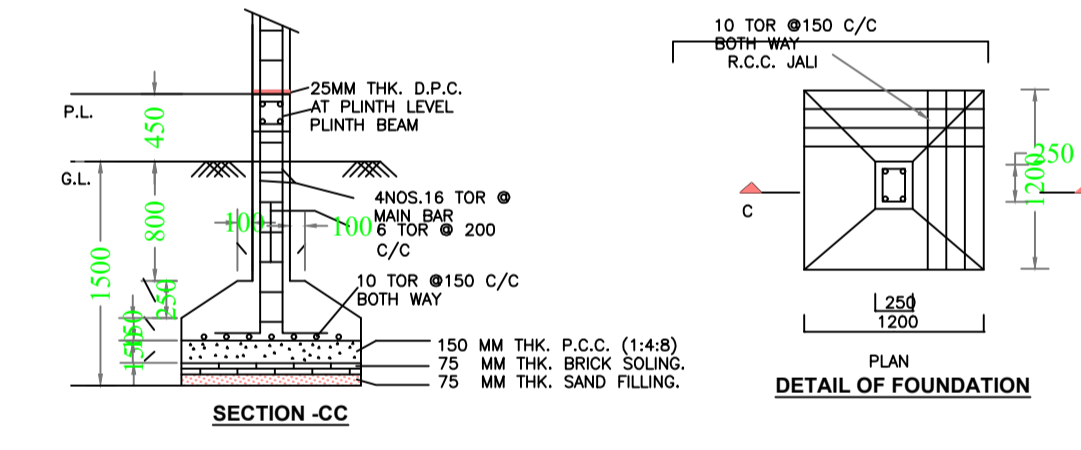 25MM THK. D.P.C.
AT PLINTH LEVEL
PLINTH BEAM
P.L.
450
G.L.
4NOS.16 TOR @
MAIN BAR
6 TOR @ 200
C/C
100
100
800
1500
250
10 TOR @150 C/C
BOTH WAY
150
150
150 MM THK. P.C.C. (1:4:8)
75 MM THK. BRICK SOLING.
75 MM THK. SAND FILLING.
SECTION -CC
10 TOR @150 C/C
BOTH WAY
R.C.C. JALI
250
1200
C
250
1200
PLAN
DETAIL OF FOUNDATION